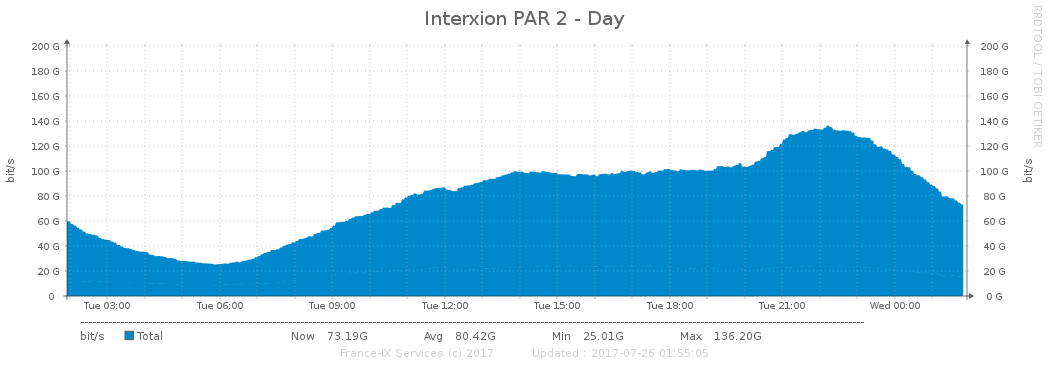 Interxion PAR 2 - Day
RRDTOOL / TOBI OETIKER
bit/s
200 G 200 G
180 G 180 G
160 G 160 G
140 G 140 G
120 G 120 G
100 G 100 G
80 G 80 G
60 G 60 G
40 G 40 G
20 G 20 G
0 0 G
bit/s
Tue 03:00 Tue 06:00 Tue 09:00 Tue 12:00 Tue 15:00 Tue 18:00 Tue 21:00 Wed 00:00
bit/s Total Now 73.19G Avg 80.42G Min 25.01G Max 136.20G
France-IX Services (c) 2017 Updated : 2017-07-26 01:55:05